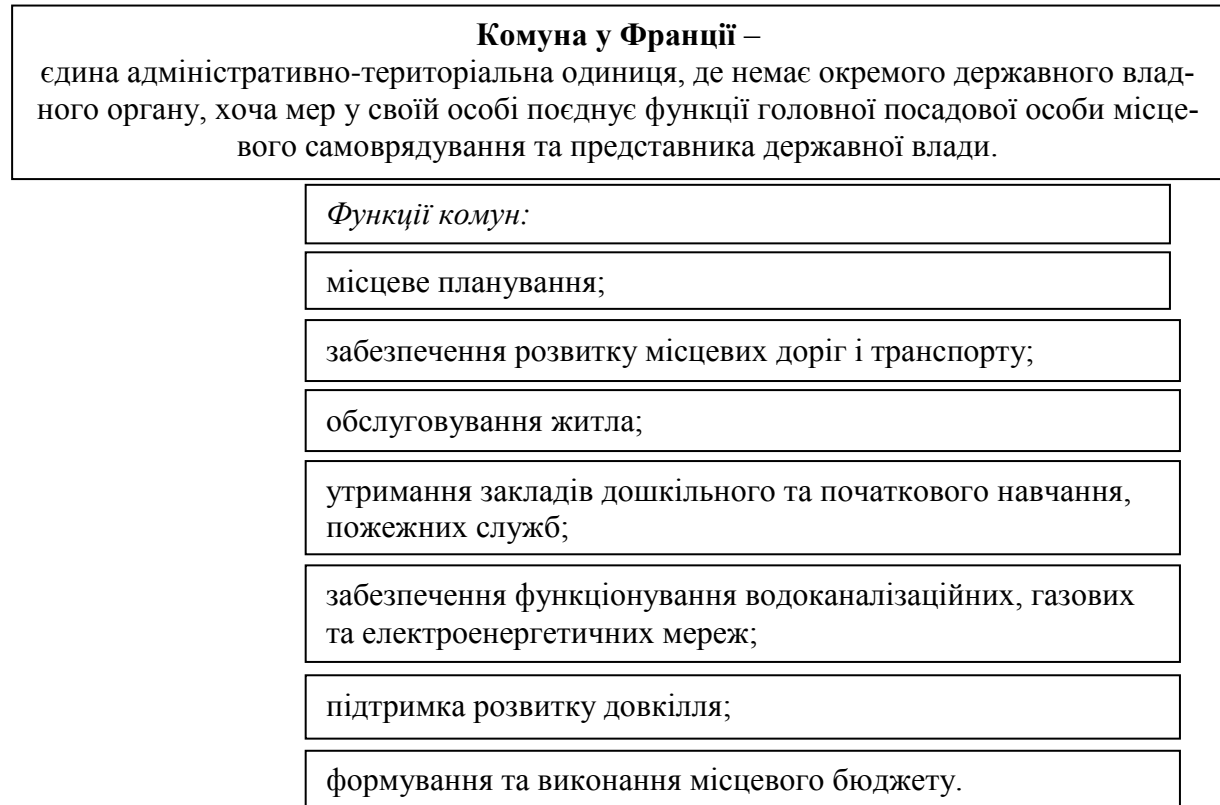 Комуна у Франції –
єдина адміністративно-територіальна одиниця, де немає окремого державного влад-
ного органу, хоча мер у своїй особі поєднує функції головної посадової особи місце-
вого самоврядування та представника державної влади.
Функції комун:
місцеве планування;
забезпечення розвитку місцевих доріг і транспорту;
обслуговування житла;
утримання закладів дошкільного та початкового навчання,
пожежних служб;
забезпечення функціонування водоканалізаційних, газових
та електроенергетичних мереж;
підтримка розвитку довкілля;
формування та виконання місцевого бюджету.